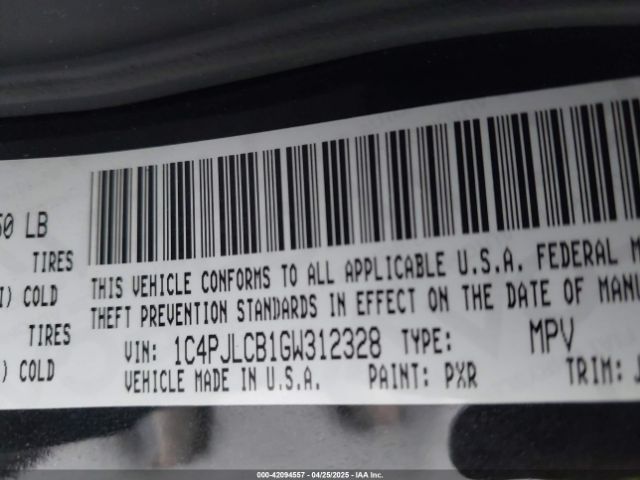 50 LB
TIRES
I) COLD
TIRES
) COLD
THIS VEHICLE CONFORMS TO ALL APPLICABLE U.S.A. FEDERAL M
THEFT PREVENTION STANDARDS IN EFFECT ON THE DATE OF MANU
VIN: 1C4PJLCB1GW312328 TYPE: MPV
VEHICLE MADE IN U.S.A. PAINT: PXR TRIM: J
000-42094557 - 04/25/2025 - IAA Inc.